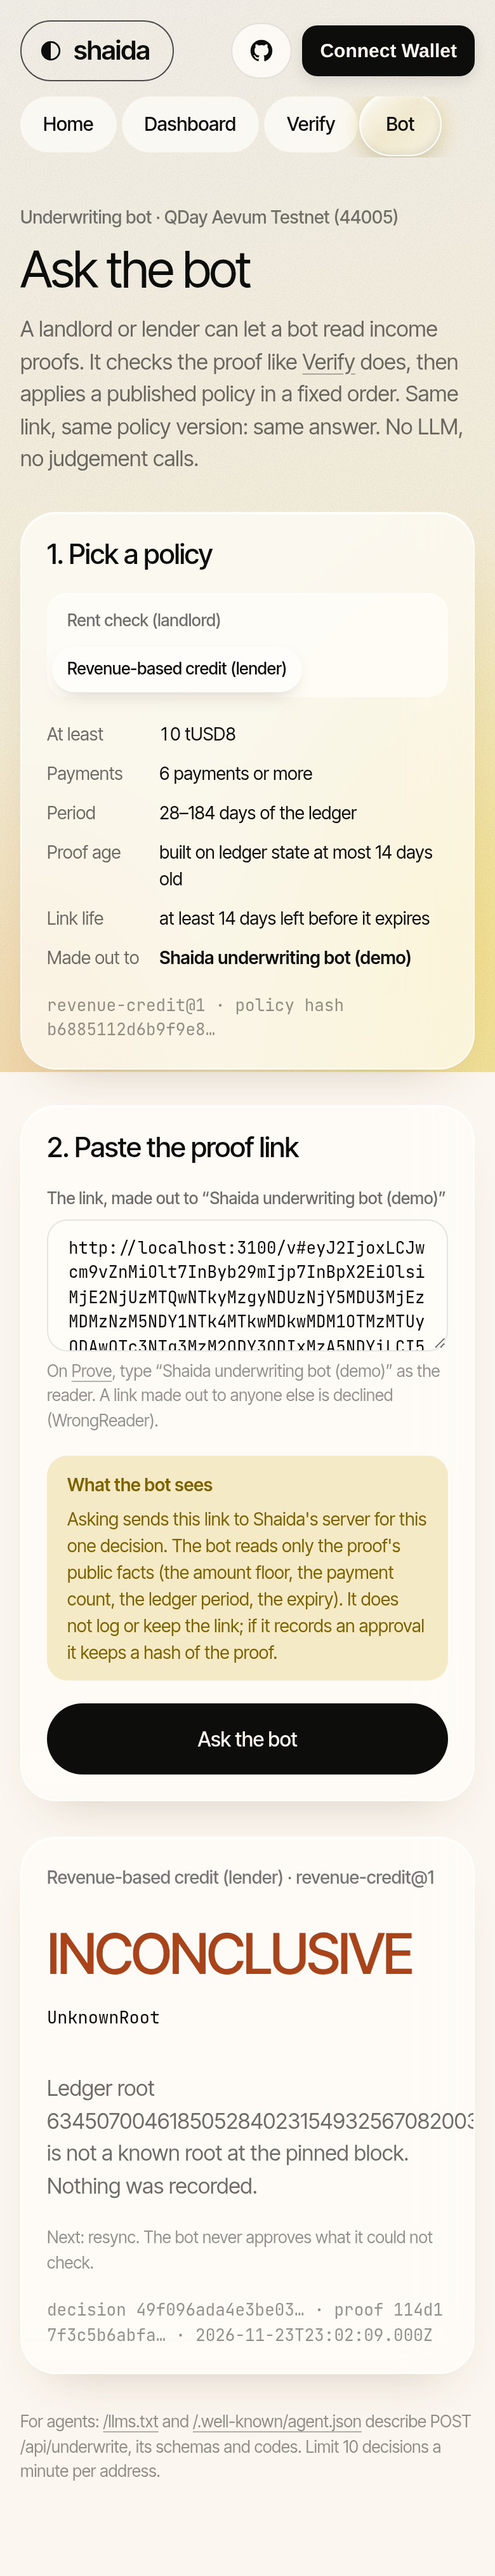 shaida
Connect Wallet
Home
Dashboard
Verify
Bot
Underwriting bot · QDay Aevum Testnet (44005)
Ask the bot
A landlord or lender can let a bot read income
proofs. It checks the proof like Verify does, then
applies a published policy in a fixed order. Same
link, same policy version: same answer. No LLM,
no judgement calls.
1. Pick a policy
Rent check (landlord)
Revenue-based credit (lender)
At least 10 tUSD8
Payments 6 payments or more
Period 28–184 days of the ledger
Proof age built on ledger state at most 14 days
old
Link life at least 14 days left before it expires
Made out to Shaida underwriting bot (demo)
revenue-credit@1 · policy hash
b6885112d6b9f9e8…
2. Paste the proof link
The link, made out to “Shaida underwriting bot (demo)”
http://localhost:3100/v#eyJ2IjoxLCJw
cm9vZnMiOlt7InByb29mIjp7InBpX2EiOlsi
MjE2NjUzMTQwNTkyMzgyNDUzNjY5MDU3MjEz
MDMzNzM5NDY1NTk4MTkwMDkwMDM1OTMzMTUy
ODAwOTc3NTg3MzM2ODY3ODIxMzA5NDYiLCI5
On Prove, type “Shaida underwriting bot (demo)” as the
reader. A link made out to anyone else is declined
(WrongReader).
What the bot sees
Asking sends this link to Shaida's server for this
one decision. The bot reads only the proof's
public facts (the amount floor, the payment
count, the ledger period, the expiry). It does
not log or keep the link; if it records an approval
it keeps a hash of the proof.
Ask the bot
Revenue-based credit (lender) · revenue-credit@1
INCONCLUSIVE
UnknownRoot
Ledger root
634507004618505284023154932567082003
is not a known root at the pinned block.
Nothing was recorded.
Next: resync. The bot never approves what it could not
check.
decision 49f096ada4e3be03… · proof 114d1
7f3c5b6abfa… · 2026-11-23T23:02:09.000Z
For agents: /llms.txt and /.well-known/agent.json describe POST
/api/underwrite, its schemas and codes. Limit 10 decisions a
minute per address.